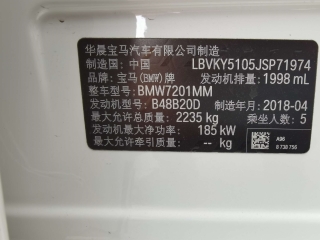 华晨宝马汽车有限公司制造
制造国：中国 LBVKY5105JSP71974
品牌：宝马(BMW)牌 发动机排量：1998 mL
整车型号：BMW7201MM
发动机型号：B48B20D 制造年月：2018-04
最大允许总质量：2235 kg 乘坐人数：5
发动机最大净功率：185 kW
最大允许牵引质量：-- kg
A96
9 738 756